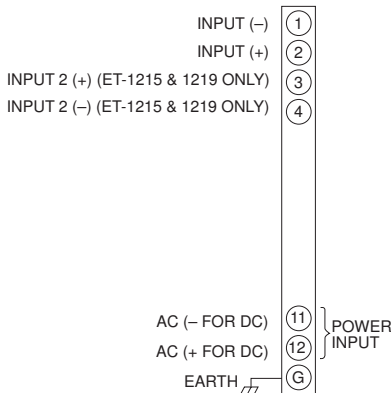 INPUT (–) 1
INPUT (+) 2
INPUT 2 (+) (ET-1215 & 1219 ONLY) 3
INPUT 2 (–) (ET-1215 & 1219 ONLY) 4
AC (– FOR DC) 11
AC (+ FOR DC) 12
POWER
INPUT
EARTH G